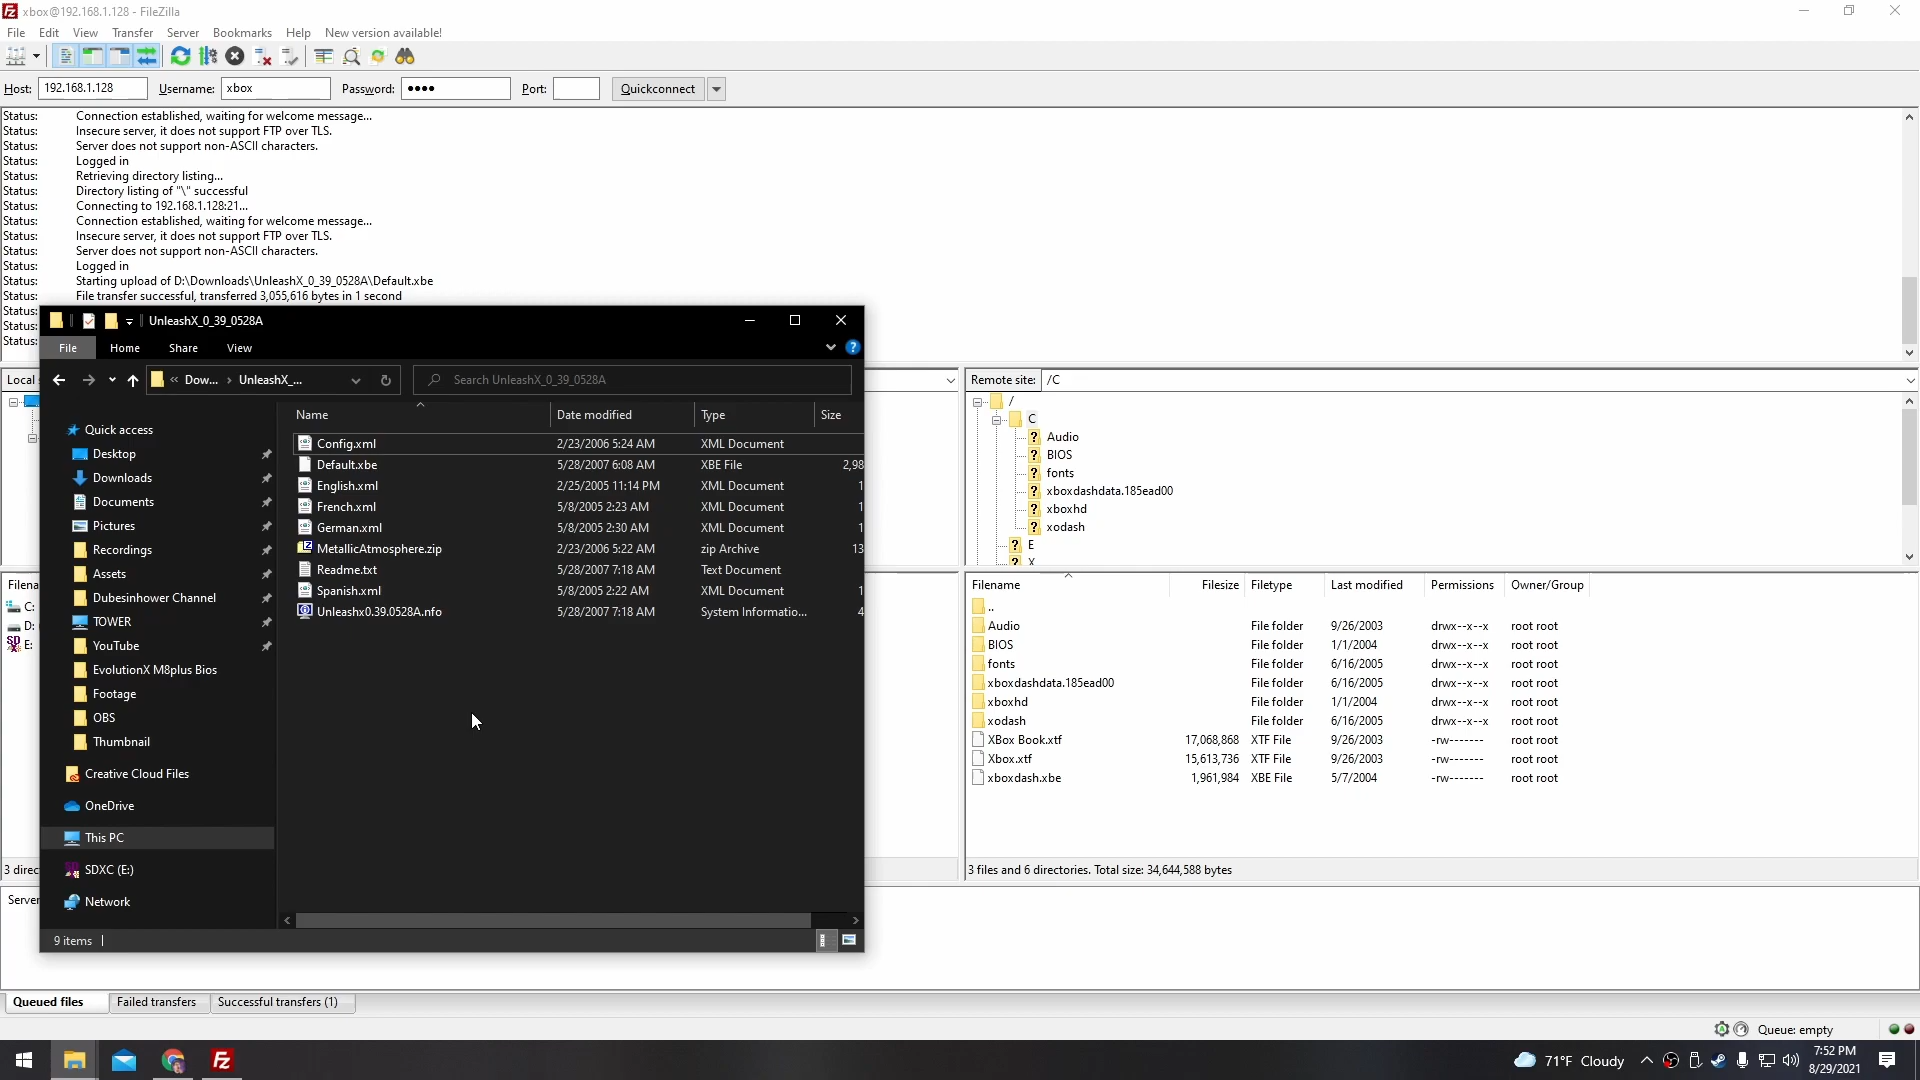 xbox@192.168.1.128 - FileZilla
File Edit View Transfer Server Bookmarks Help New version available!
Host: 192.168.1.128 Username: xbox Password: •••• Port: Quickconnect
Status: Connection established, waiting for welcome message...
Status: Insecure server, it does not support FTP over TLS.
Status: Server does not support non-ASCII characters.
Status: Logged in
Status: Retrieving directory listing...
Status: Directory listing of "\" successful
Status: Connecting to 192.168.1.128:21...
Status: Connection established, waiting for welcome message...
Status: Insecure server, it does not support FTP over TLS.
Status: Server does not support non-ASCII characters.
Status: Logged in
Status: Starting upload of D:\Downloads\UnleashX_0_39_0528A\Default.xbe
Status: File transfer successful, transferred 3,055,616 bytes in 1 second
Status:
Status:
Status:
UnleashX_0_39_0528A
File Home Share View
« Dow... › UnleashX_... Search UnleashX_0_39_0528A
Name Date modified Type Size
Config.xml 2/23/2006 5:24 AM XML Document
Default.xbe 5/28/2007 6:08 AM XBE File 2,98
English.xml 2/25/2005 11:14 PM XML Document 1
French.xml 5/8/2005 2:23 AM XML Document 1
German.xml 5/8/2005 2:30 AM XML Document 1
MetallicAtmosphere.zip 2/23/2006 5:22 AM zip Archive 13
Readme.txt 5/28/2007 7:18 AM Text Document
Spanish.xml 5/8/2005 2:22 AM XML Document 1
Unleashx0.39.0528A.nfo 5/28/2007 7:18 AM System Informatio... 4
Quick access
Desktop
Downloads
Documents
Pictures
Recordings
Assets
Dubesinhower Channel
TOWER
YouTube
EvolutionX M8plus Bios
Footage
OBS
Thumbnail
Creative Cloud Files
OneDrive
This PC
SDXC (E:)
Network
9 items
Local
Filena
C:
D:
E:
3 direc
Server
Remote site: /C
/
C
Audio
BIOS
fonts
xboxdashdata.185ead00
xboxhd
xodash
E
X
Filename Filesize Filetype Last modified Permissions Owner/Group
..
Audio File folder 9/26/2003 drwx--x--x root root
BIOS File folder 1/1/2004 drwx--x--x root root
fonts File folder 6/16/2005 drwx--x--x root root
xboxdashdata.185ead00 File folder 6/16/2005 drwx--x--x root root
xboxhd File folder 1/1/2004 drwx--x--x root root
xodash File folder 6/16/2005 drwx--x--x root root
XBox Book.xtf 17,068,868 XTF File 9/26/2003 -rw------- root root
Xbox.xtf 15,613,736 XTF File 9/26/2003 -rw------- root root
xboxdash.xbe 1,961,984 XBE File 5/7/2004 -rw------- root root
3 files and 6 directories. Total size: 34,644,588 bytes
Queued files Failed transfers Successful transfers (1)
Queue: empty
71°F Cloudy
7:52 PM
8/29/2021